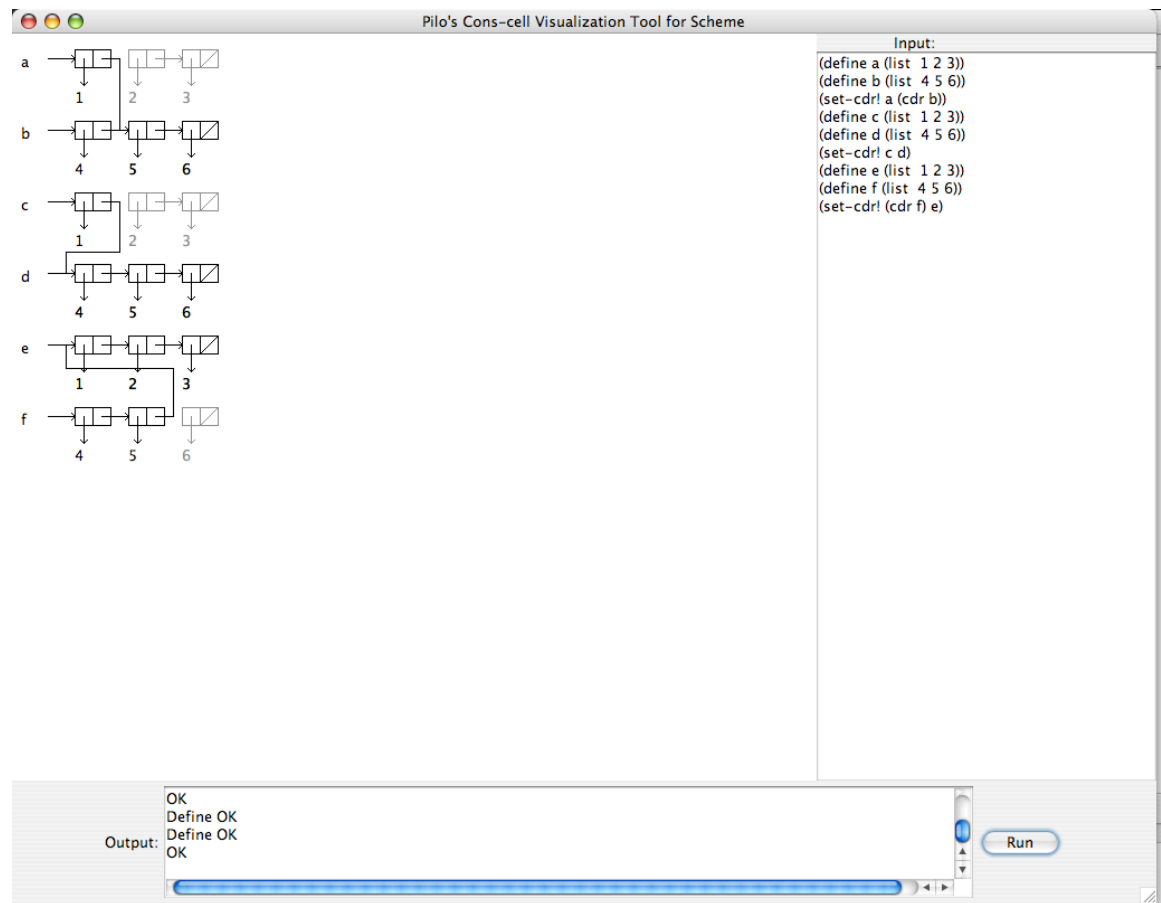 Pilo's Cons-cell Visualization Tool for Scheme
a
1 2 3
b
4 5 6
c
1 2 3
d
4 5 6
e
1 2 3
f
4 5 6
Input:
(define a (list  1 2 3))
(define b (list  4 5 6))
(set-cdr! a (cdr b))
(define c (list  1 2 3))
(define d (list  4 5 6))
(set-cdr! c d)
(define e (list  1 2 3))
(define f (list  4 5 6))
(set-cdr! (cdr f) e)
Output:
OK
Define OK
Define OK
OK
Run